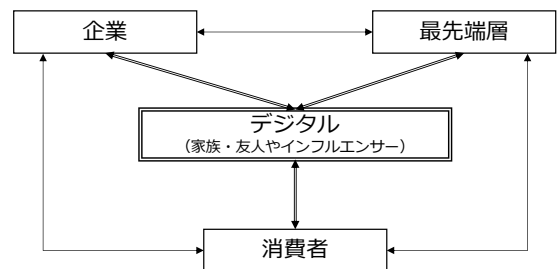 企業
最先端層
デジタル
（家族・友人やインフルエンサー）
消費者